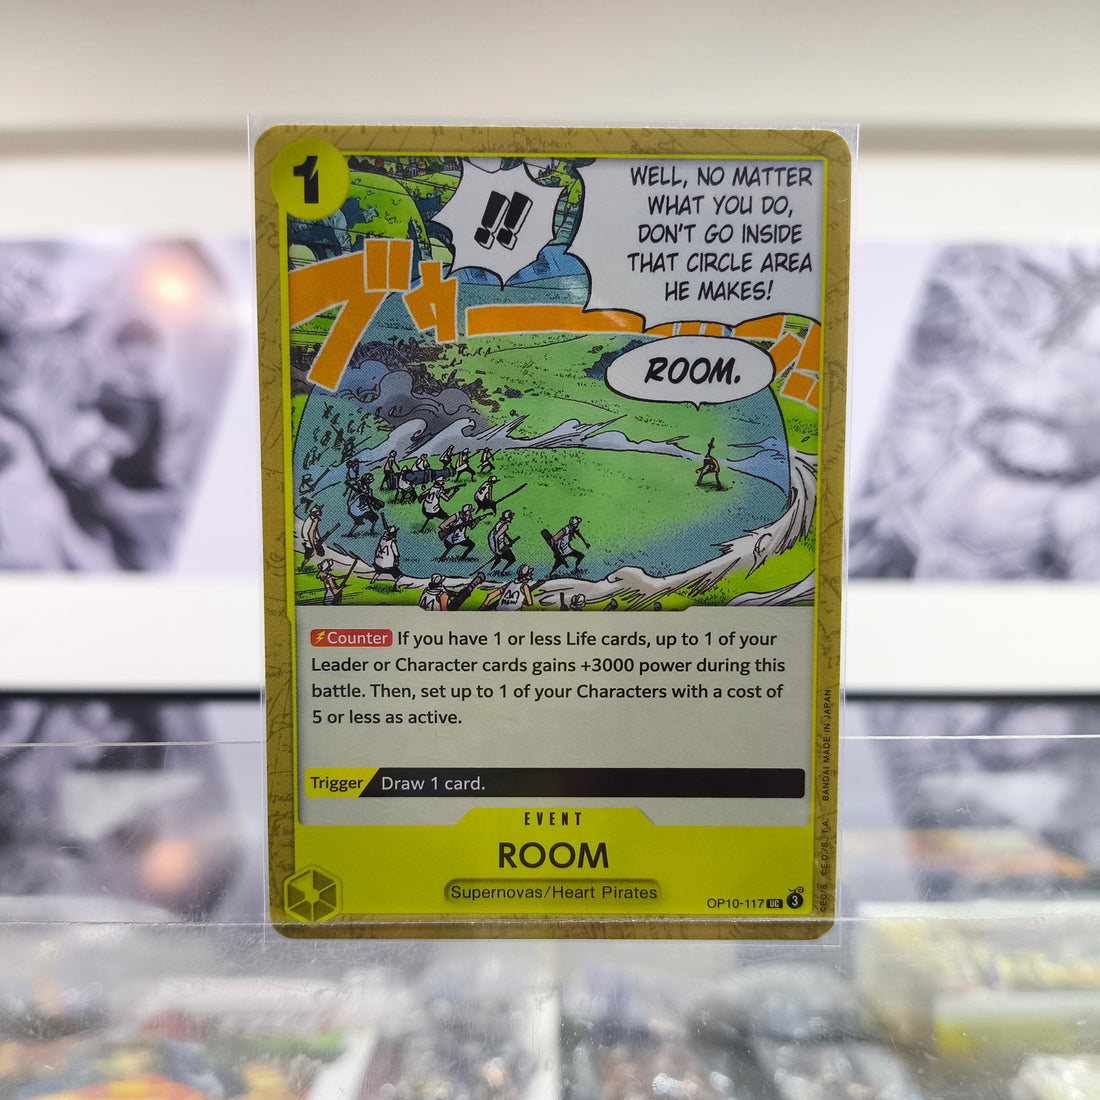 1
!!
WELL, NO MATTER
WHAT YOU DO,
DON'T GO INSIDE
THAT CIRCLE AREA
HE MAKES!
ブゥーン
ROOM.
Counter If you have 1 or less Life cards, up to 1 of your
Leader or Character cards gains +3000 power during this
battle. Then, set up to 1 of your Characters with a cost of
5 or less as active.
Trigger Draw 1 card.
EVENT
ROOM
Supernovas/Heart Pirates
OP10-117 UC 3
©E.O/S. ©E.O/S.,T.A. BANDAI MADE IN JAPAN